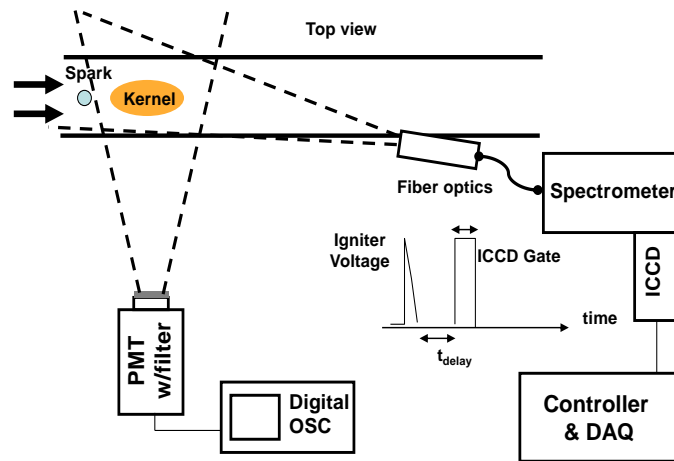 Top view
Spark
Kernel
Fiber optics
Spectrometer
Igniter
Voltage
ICCD Gate
ICCD
time
tdelay
PMT
w/filter
Digital
OSC
Controller
& DAQ